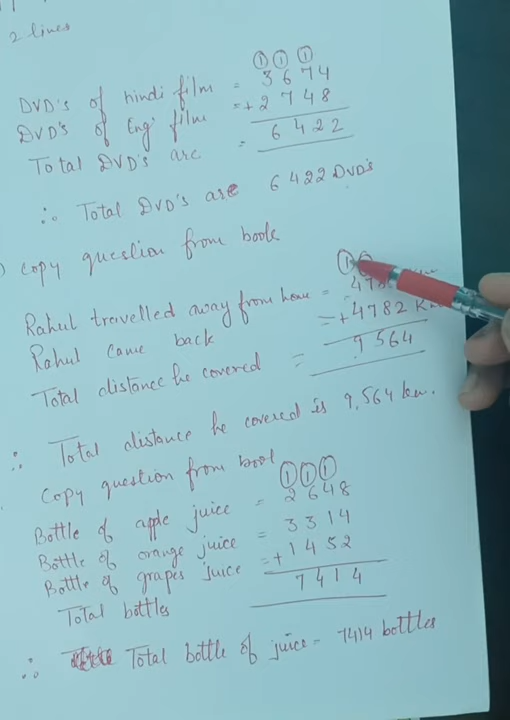 2 lines
① ① ①
DVD's of hindi film = 3674
DVD's of Eng film = + 2748
Total DVD's are = 6422
∴ Total DVD's are 6422 DVD's
) Copy question from book
①
Rahul travelled away from home =
Rahul came back = + 4782
Total distance he covered = 9564
∴ Total distance he covered is 9,564 km.
Copy question from book
① ① ①
Bottle of apple juice = 2648
Bottle of orange juice = 3314
Bottle of grapes juice = + 1452
Total bottles 7414
∴ Total bottle of juice = 7414 bottles